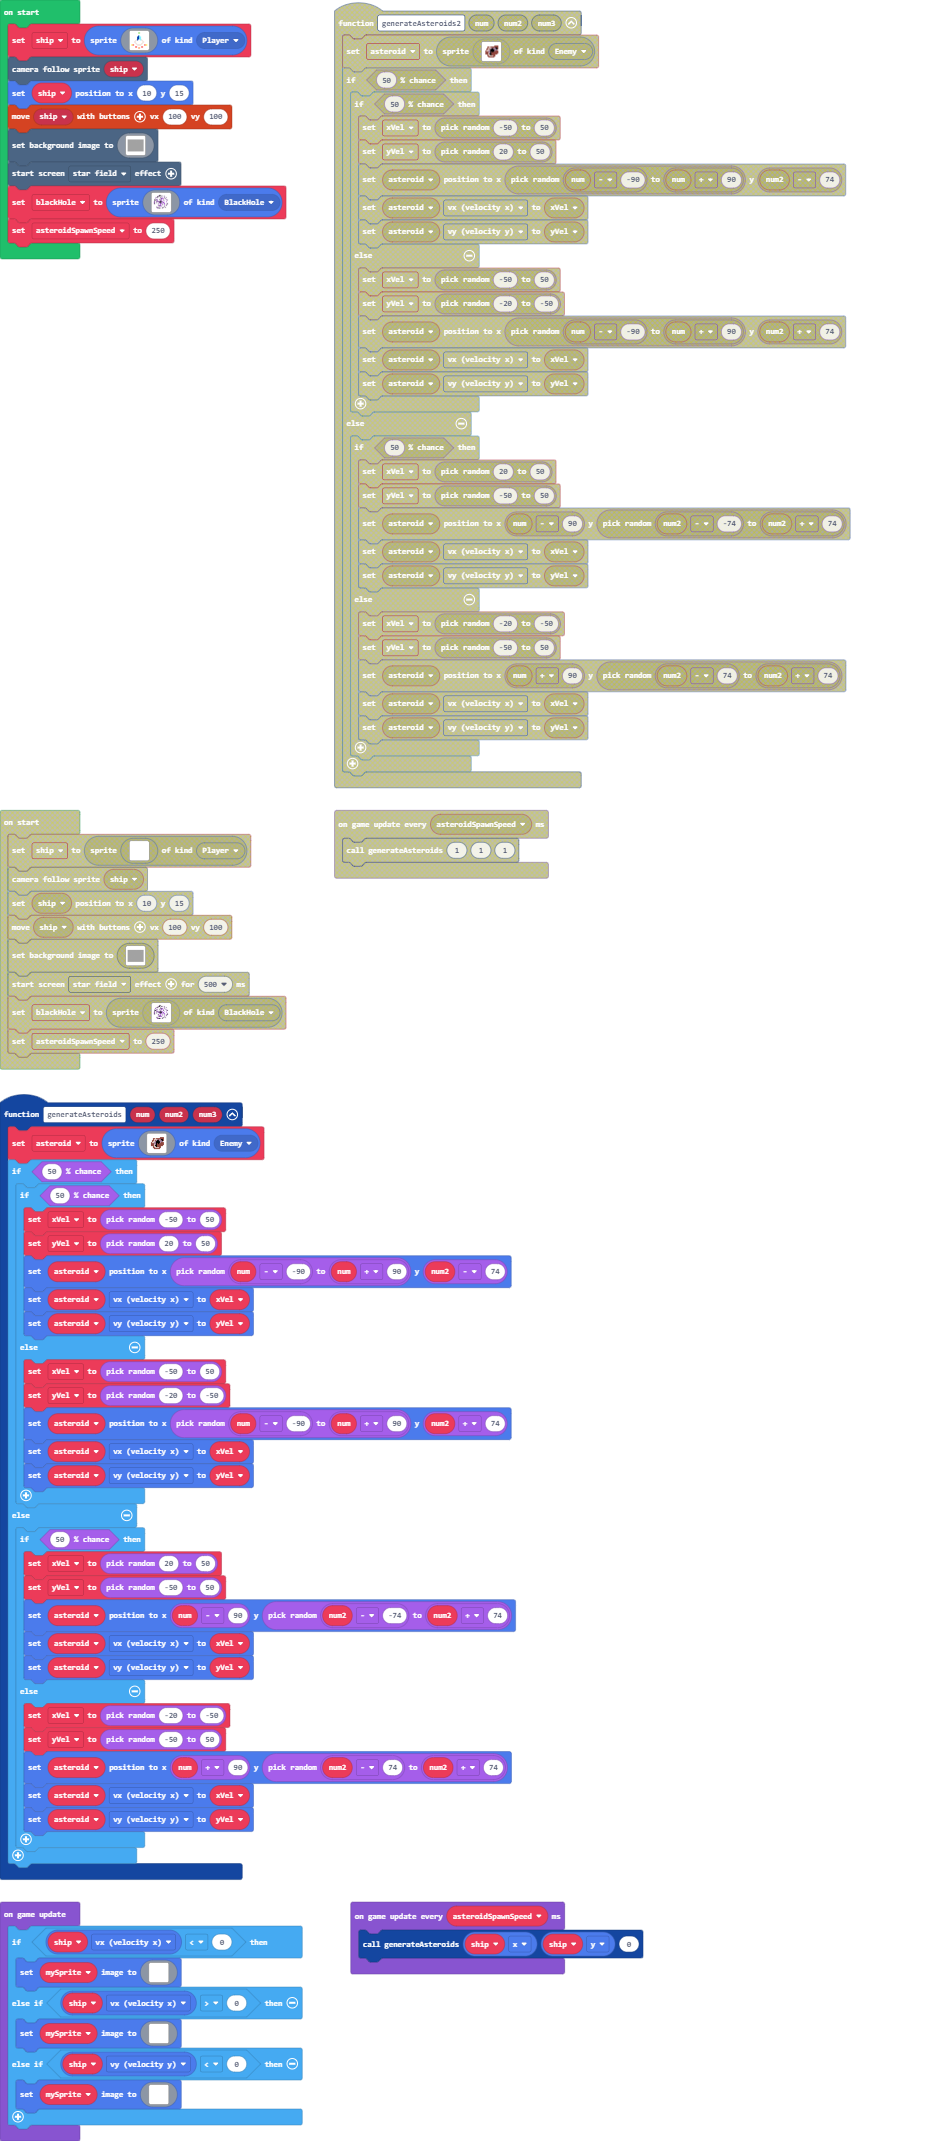 on start
set ship to sprite of kind Player
camera follow sprite ship
set ship position to x 10 y 15
move ship with buttons vx 100 vy 100
set background image to
start screen star field effect
set blackHole to sprite of kind BlackHole
set asteroidSpawnSpeed to 250
function generateAsteroids2 num num2 num3
set asteroid to sprite of kind Enemy
if 50 % chance then
if 50 % chance then
set xVel to pick random -50 to 50
set yVel to pick random 20 to 50
set asteroid position to x pick random num - -90 to num + 90 y num2 - 74
set asteroid vx (velocity x) to xVel
set asteroid vy (velocity y) to yVel
else
set xVel to pick random -50 to 50
set yVel to pick random -20 to -50
set asteroid position to x pick random num - -90 to num + 90 y num2 + 74
set asteroid vx (velocity x) to xVel
set asteroid vy (velocity y) to yVel
else
if 50 % chance then
set xVel to pick random 20 to 50
set yVel to pick random -50 to 50
set asteroid position to x num - 90 y pick random num2 - -74 to num2 + 74
set asteroid vx (velocity x) to xVel
set asteroid vy (velocity y) to yVel
else
set xVel to pick random -20 to -50
set yVel to pick random -50 to 50
set asteroid position to x num + 90 y pick random num2 - 74 to num2 + 74
set asteroid vx (velocity x) to xVel
set asteroid vy (velocity y) to yVel
on start
set ship to sprite of kind Player
camera follow sprite ship
set ship position to x 10 y 15
move ship with buttons vx 100 vy 100
set background image to
start screen star field effect for 500 ms
set blackHole to sprite of kind BlackHole
set asteroidSpawnSpeed to 250
on game update every asteroidSpawnSpeed ms
call generateAsteroids 1 1 1
function generateAsteroids num num2 num3
set asteroid to sprite of kind Enemy
if 50 % chance then
if 50 % chance then
set xVel to pick random -50 to 50
set yVel to pick random 20 to 50
set asteroid position to x pick random num - -90 to num + 90 y num2 - 74
set asteroid vx (velocity x) to xVel
set asteroid vy (velocity y) to yVel
else
set xVel to pick random -50 to 50
set yVel to pick random -20 to -50
set asteroid position to x pick random num - -90 to num + 90 y num2 + 74
set asteroid vx (velocity x) to xVel
set asteroid vy (velocity y) to yVel
else
if 50 % chance then
set xVel to pick random 20 to 50
set yVel to pick random -50 to 50
set asteroid position to x num - 90 y pick random num2 - -74 to num2 + 74
set asteroid vx (velocity x) to xVel
set asteroid vy (velocity y) to yVel
else
set xVel to pick random -20 to -50
set yVel to pick random -50 to 50
set asteroid position to x num + 90 y pick random num2 - 74 to num2 + 74
set asteroid vx (velocity x) to xVel
set asteroid vy (velocity y) to yVel
on game update
if ship vx (velocity x) < 0 then
set mySprite image to
else if ship vx (velocity x) > 0 then
set mySprite image to
else if ship vy (velocity y) < 0 then
set mySprite image to
on game update every asteroidSpawnSpeed ms
call generateAsteroids ship x ship y 0